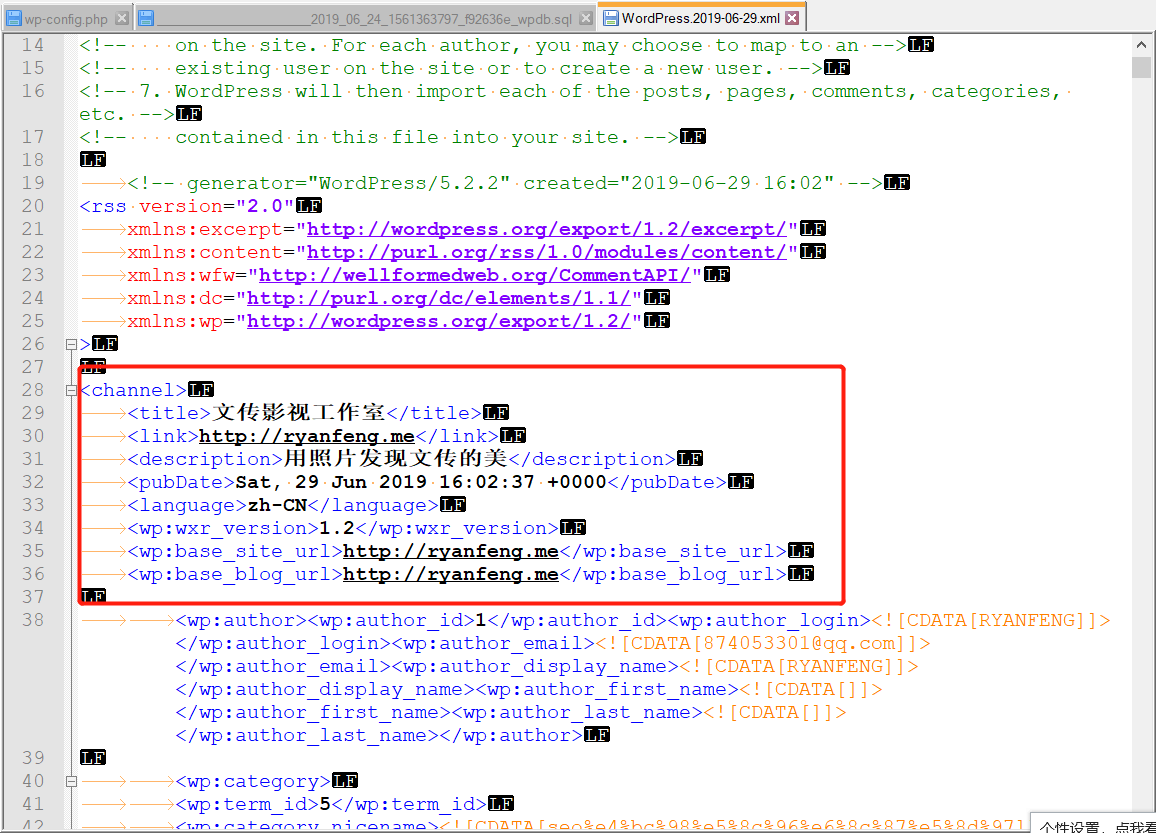 wp-config.php
2019_06_24_1561363797_f92636e_wpdb.sql
WordPress.2019-06-29.xml
14 <!--     on the site. For each author, you may choose to map to an -->LF
15 <!--     existing user on the site or to create a new user. -->LF
16 <!-- 7. WordPress will then import each of the posts, pages, comments, categories,
etc. -->LF
17 <!--     contained in this file into your site. -->LF
18 LF
19 <!-- generator="WordPress/5.2.2" created="2019-06-29 16:02" -->LF
20 <rss version="2.0"LF
21 xmlns:excerpt="http://wordpress.org/export/1.2/excerpt/"LF
22 xmlns:content="http://purl.org/rss/1.0/modules/content/"LF
23 xmlns:wfw="http://wellformedweb.org/CommentAPI/"LF
24 xmlns:dc="http://purl.org/dc/elements/1.1/"LF
25 xmlns:wp="http://wordpress.org/export/1.2/"LF
26 >LF
27 LF
28 <channel>LF
29 <title>文传影视工作室</title>LF
30 <link>http://ryanfeng.me</link>LF
31 <description>用照片发现文传的美</description>LF
32 <pubDate>Sat, 29 Jun 2019 16:02:37 +0000</pubDate>LF
33 <language>zh-CN</language>LF
34 <wp:wxr_version>1.2</wp:wxr_version>LF
35 <wp:base_site_url>http://ryanfeng.me</wp:base_site_url>LF
36 <wp:base_blog_url>http://ryanfeng.me</wp:base_blog_url>LF
37 LF
38 <wp:author><wp:author_id>1</wp:author_id><wp:author_login><![CDATA[RYANFENG]]>
</wp:author_login><wp:author_email><![CDATA[874053301@qq.com]]>
</wp:author_email><wp:author_display_name><![CDATA[RYANFENG]]>
</wp:author_display_name><wp:author_first_name><![CDATA[]]>
</wp:author_first_name><wp:author_last_name><![CDATA[]]>
</wp:author_last_name></wp:author>LF
39 LF
40 <wp:category>LF
41 <wp:term_id>5</wp:term_id>LF
42 <wp:category_nicename><![CDATA[seo%e4%bc%98%e5%8c%96%e6%8c%87%e5%8d%97]
个性设置，点我看